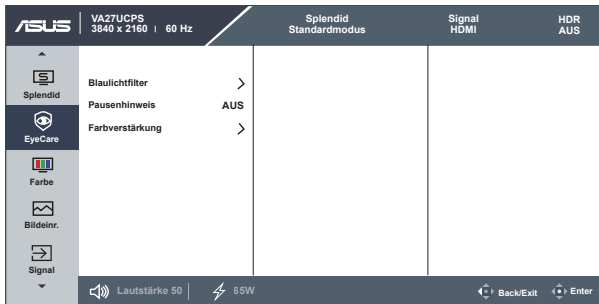 ASUS
VA27UCPS
3840 x 2160 | 60 Hz
Splendid
Standardmodus
Signal
HDMI
HDR
AUS
Splendid
EyeCare
Farbe
Bildeinr.
Signal
Blaulichtfilter
Pausenhinweis AUS
Farbverstärkung
Lautstärke 50
65W
Back/Exit
Enter